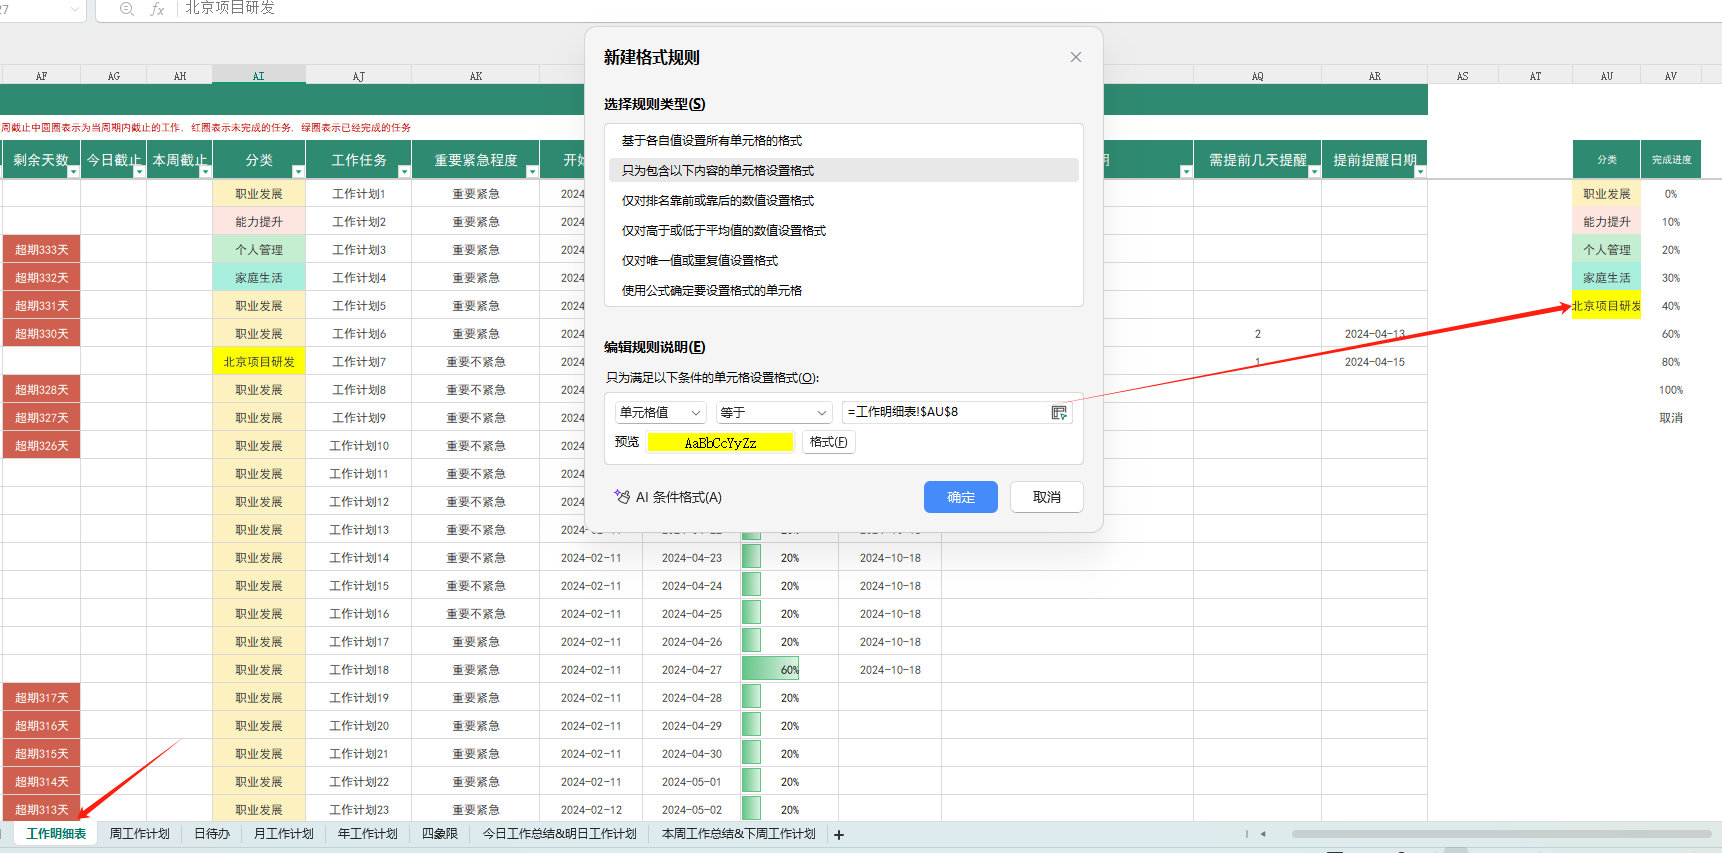 27 fx 北京项目研发
AF AG AH AI AJ AK AQ AR AS AT AU AV
周截止中圆圈表示为当周期内截止的工作，红圈表示未完成的任务，绿圈表示已经完成的任务
剩余天数 今日截止 本周截止 分类 工作任务 重要紧急程度 开始 期 需提前几天提醒 提前提醒日期 分类 完成进度
职业发展 工作计划1 重要紧急 2024 职业发展 0%
能力提升 工作计划2 重要紧急 2024 能力提升 10%
超期333天 个人管理 工作计划3 重要紧急 2024 个人管理 20%
超期332天 家庭生活 工作计划4 重要紧急 2024 家庭生活 30%
超期331天 职业发展 工作计划5 重要紧急 2024 北京项目研发 40%
超期330天 职业发展 工作计划6 重要紧急 2024 2 2024-04-13 60%
北京项目研发 工作计划7 重要不紧急 2024 1 2024-04-15 80%
超期328天 职业发展 工作计划8 重要不紧急 2024 100%
超期327天 职业发展 工作计划9 重要不紧急 2024 取消
超期326天 职业发展 工作计划10 重要不紧急 2024
职业发展 工作计划11 重要不紧急 2024
职业发展 工作计划12 重要不紧急 2024
职业发展 工作计划13 重要不紧急
职业发展 工作计划14 重要不紧急 2024-02-11 2024-04-23 20% 2024-10-18
职业发展 工作计划15 重要不紧急 2024-02-11 2024-04-24 20% 2024-10-18
职业发展 工作计划16 重要不紧急 2024-02-11 2024-04-25 20% 2024-10-18
职业发展 工作计划17 重要紧急 2024-02-11 2024-04-26 20% 2024-10-18
职业发展 工作计划18 重要紧急 2024-02-11 2024-04-27 60% 2024-10-18
超期317天 职业发展 工作计划19 重要紧急 2024-02-11 2024-04-28 20%
超期316天 职业发展 工作计划20 重要紧急 2024-02-11 2024-04-29 20%
超期315天 职业发展 工作计划21 重要紧急 2024-02-11 2024-04-30 20%
超期314天 职业发展 工作计划22 重要紧急 2024-02-11 2024-05-01 20%
超期313天 职业发展 工作计划23 重要紧急 2024-02-12 2024-05-02 20%
新建格式规则
选择规则类型(S)
基于各自值设置所有单元格的格式
只为包含以下内容的单元格设置格式
仅对排名靠前或靠后的数值设置格式
仅对高于或低于平均值的数值设置格式
仅对唯一值或重复值设置格式
使用公式确定要设置格式的单元格
编辑规则说明(E)
只为满足以下条件的单元格设置格式(O):
单元格值 等于 =工作明细表!$AU$8
预览 AaBbCcYyZz 格式(F)
AI 条件格式(A) 确定 取消
工作明细表 周工作计划 日待办 月工作计划 年工作计划 四象限 今日工作总结&明日工作计划 本周工作总结&下周工作计划 +